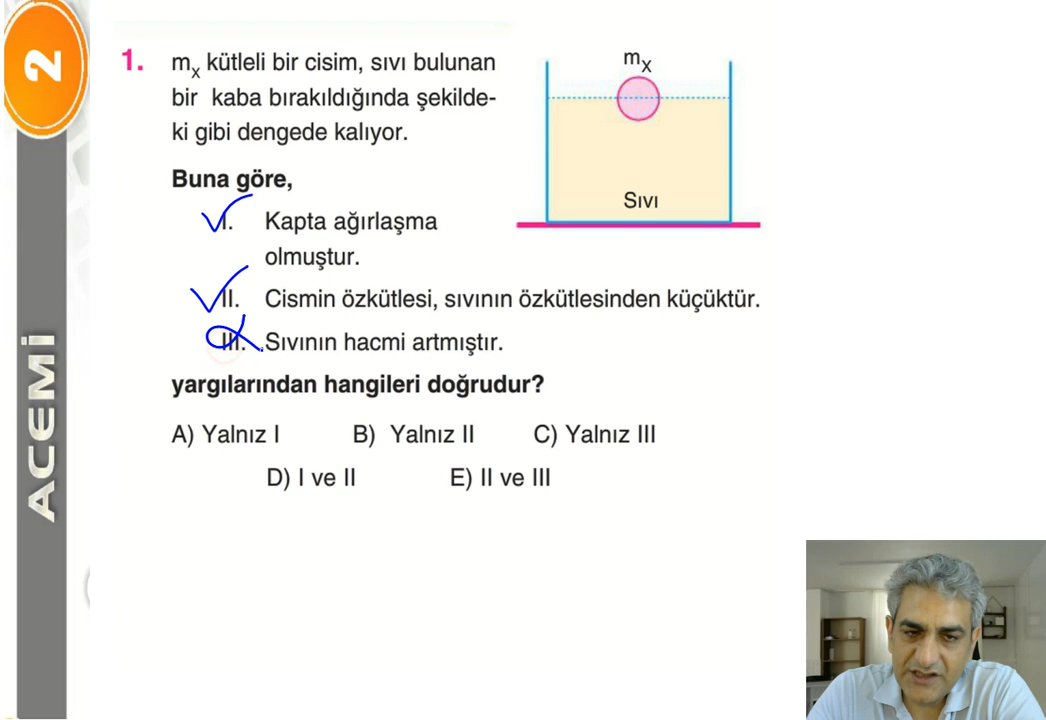 2
ACEMİ
1. mx kütleli bir cisim, sıvı bulunan
bir kaba bırakıldığında şekilde-
ki gibi dengede kalıyor.
mx
Sıvı
Buna göre,
I. Kapta ağırlaşma
olmuştur.
II. Cismin özkütlesi, sıvının özkütlesinden küçüktür.
III. Sıvının hacmi artmıştır.
yargılarından hangileri doğrudur?
A) Yalnız I B) Yalnız II C) Yalnız III
D) I ve II E) II ve III